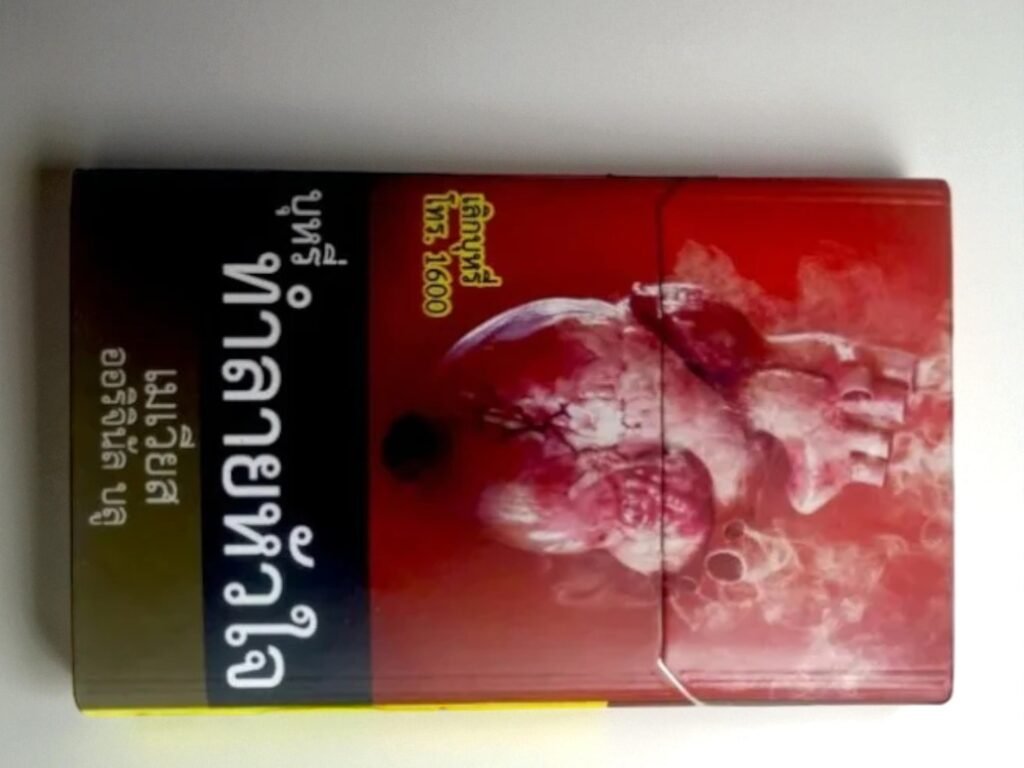 เลิกบุหรี่
โทร. 1600
บุหรี่
ทำลายหัวใจ
เมเวียส
ออริจินัล บลู